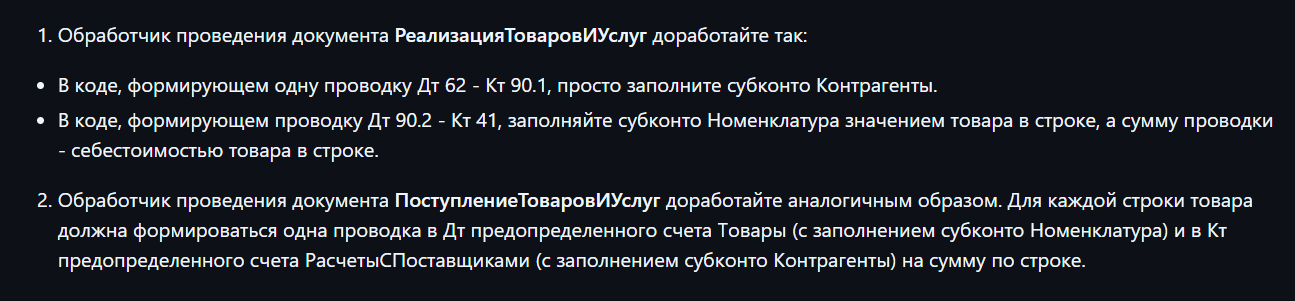 1. Обработчик проведения документа РеализацияТоваровИУслуг доработайте так:
• В коде, формирующем одну проводку Дт 62 - Кт 90.1, просто заполните субконто Контрагенты.
• В коде, формирующем проводку Дт 90.2 - Кт 41, заполняйте субконто Номенклатура значением товара в строке, а сумму проводки
- себестоимостью товара в строке.
2. Обработчик проведения документа ПоступлениеТоваровИУслуг доработайте аналогичным образом. Для каждой строки товара
должна формироваться одна проводка в Дт предопределенного счета Товары (с заполнением субконто Номенклатура) и в Кт
предопределенного счета РасчетыСПоставщиками (с заполнением субконто Контрагенты) на сумму по строке.